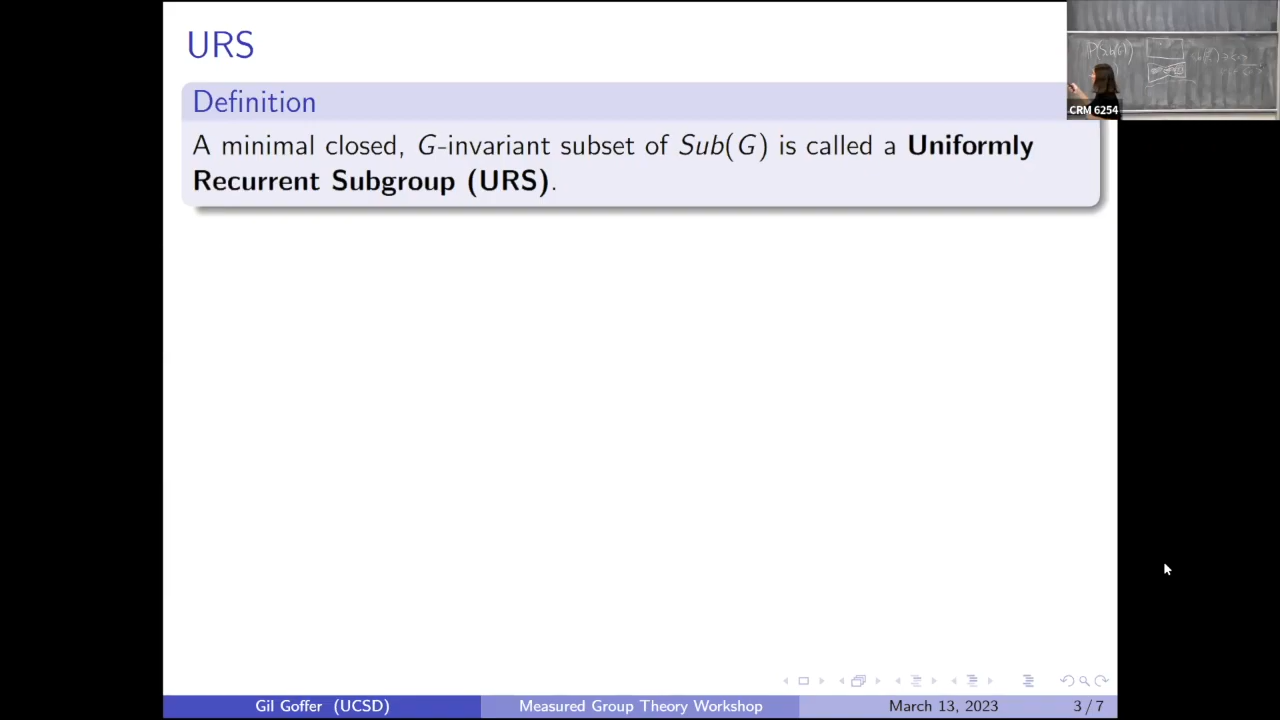 URS
Definition
A minimal closed, G-invariant subset of Sub(G) is called a Uniformly
Recurrent Subgroup (URS).
CRM 6254
Gil Goffer (UCSD)
Measured Group Theory Workshop
March 13, 2023
3 / 7